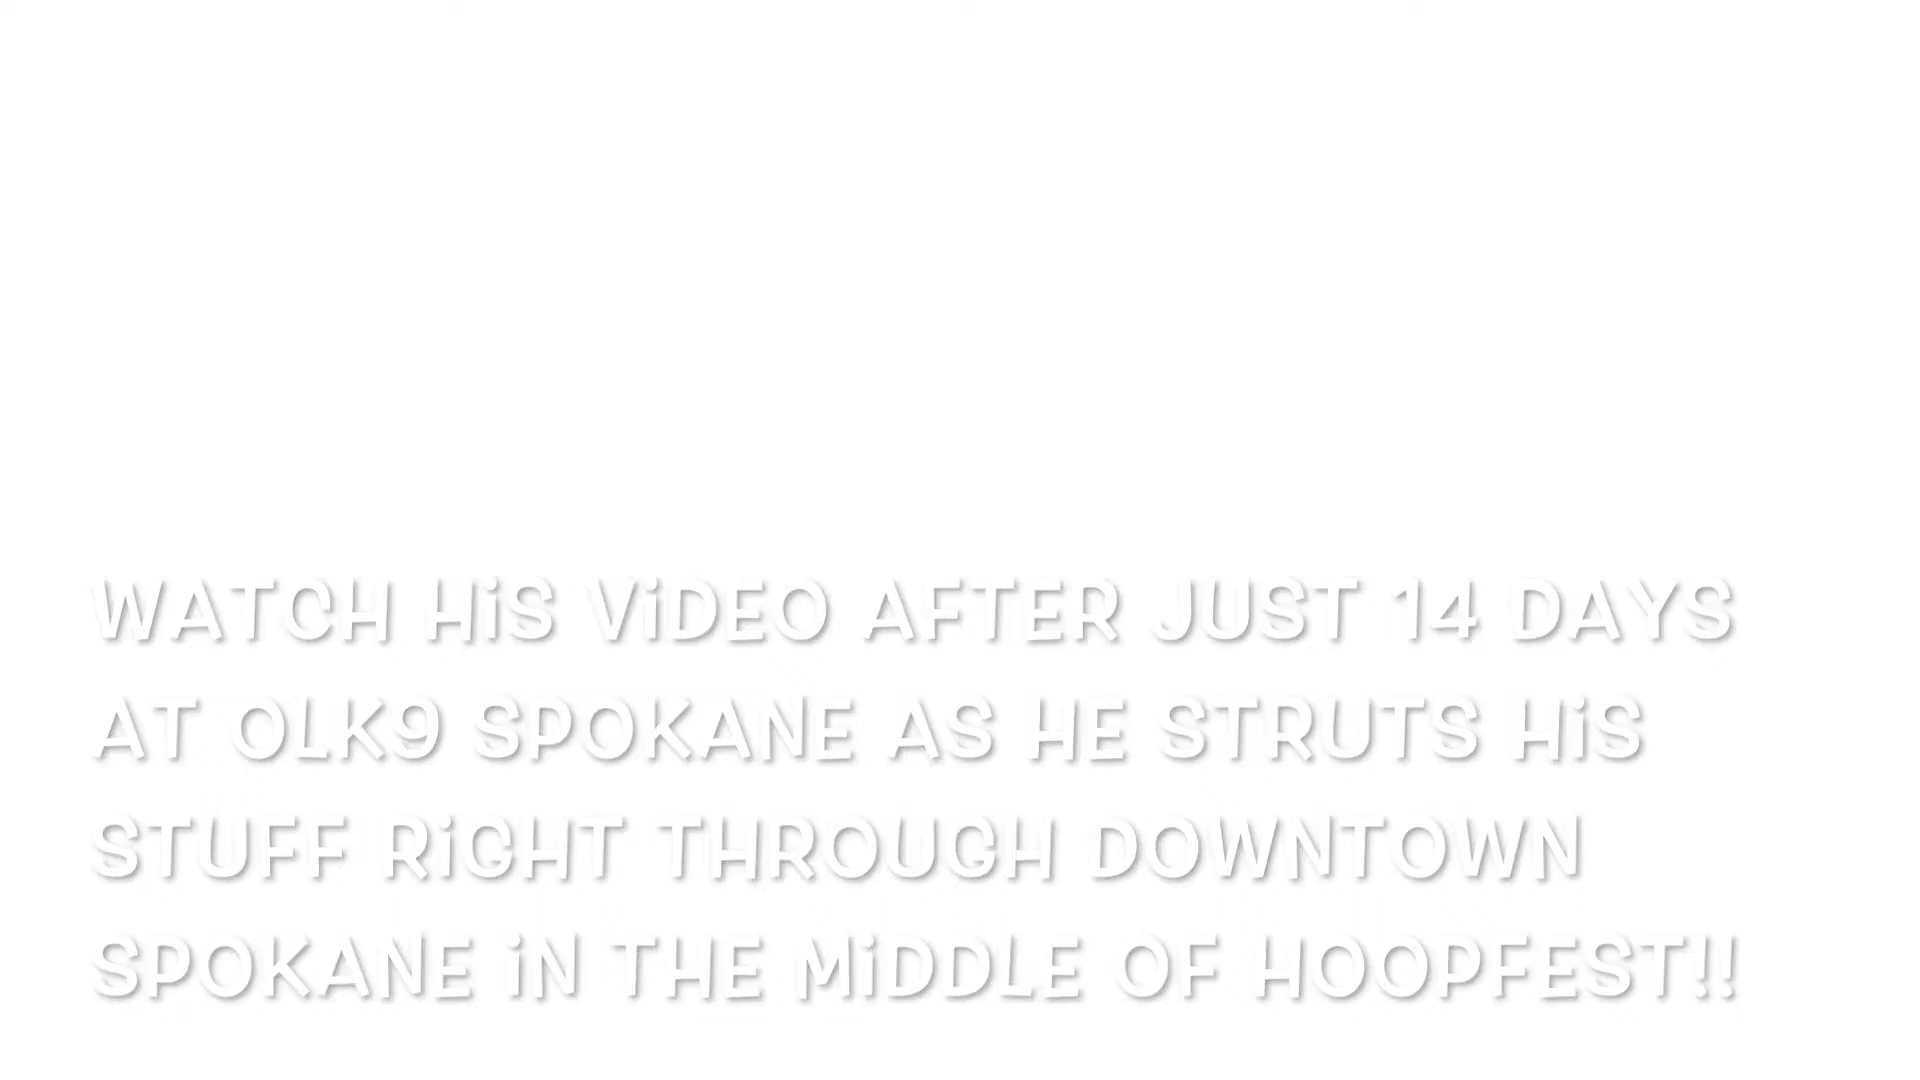 WATCH HiS ViDEO AFTER JUST 14 DAYS
AT OLK9 SPOKANE AS HE STRUTS HiS
STUFF RiGHT THROUGH DOWNTOWN
SPOKANE iN THE MiDDLE OF HOOPFEST!!